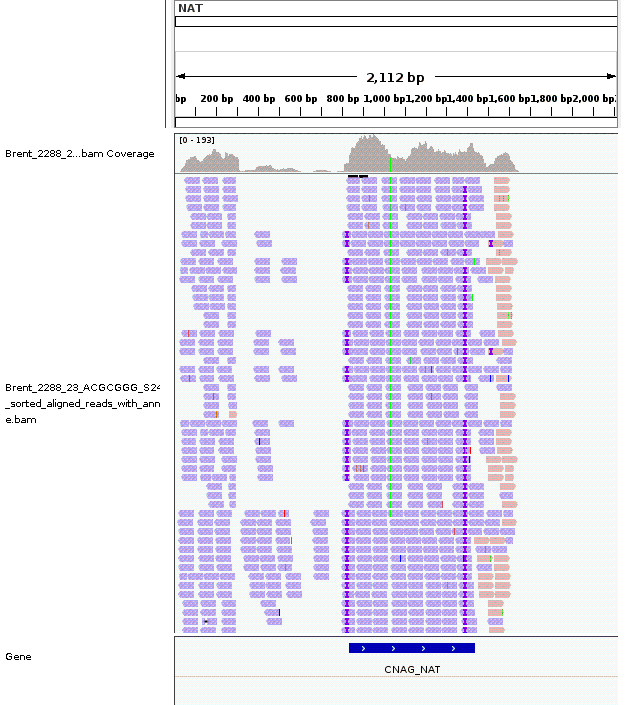 NAT
2,112 bp
bp 200 bp 400 bp 600 bp 800 bp 1,000 bp 1,200 bp 1,400 bp 1,600 bp 1,800 bp 2,000 bp
[0 - 193]
Brent_2288_2...bam Coverage
Brent_2288_23_ACGCGGG_S24
_sorted_aligned_reads_with_ann
e.bam
Gene
CNAG_NAT